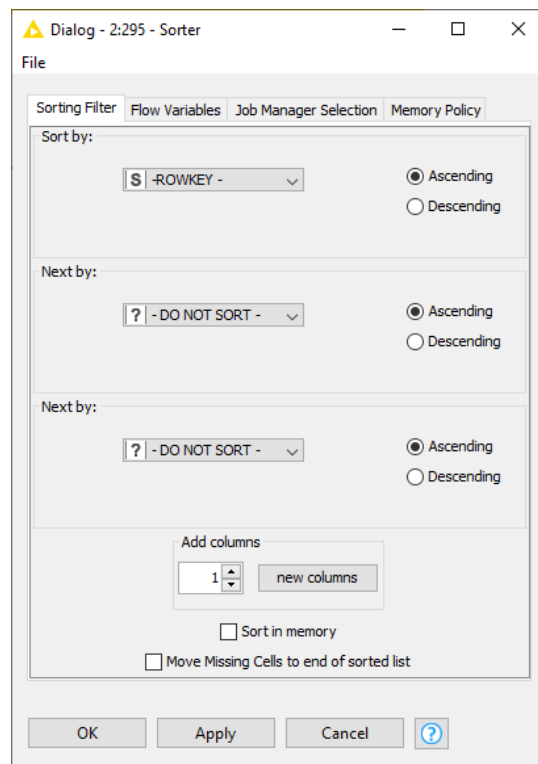 Dialog - 2:295 - Sorter
File
Sorting Filter Flow Variables Job Manager Selection Memory Policy
Sort by:
S -ROWKEY -
Ascending
Descending
Next by:
? - DO NOT SORT -
Ascending
Descending
Next by:
? - DO NOT SORT -
Ascending
Descending
Add columns
1 new columns
Sort in memory
Move Missing Cells to end of sorted list
OK Apply Cancel ?